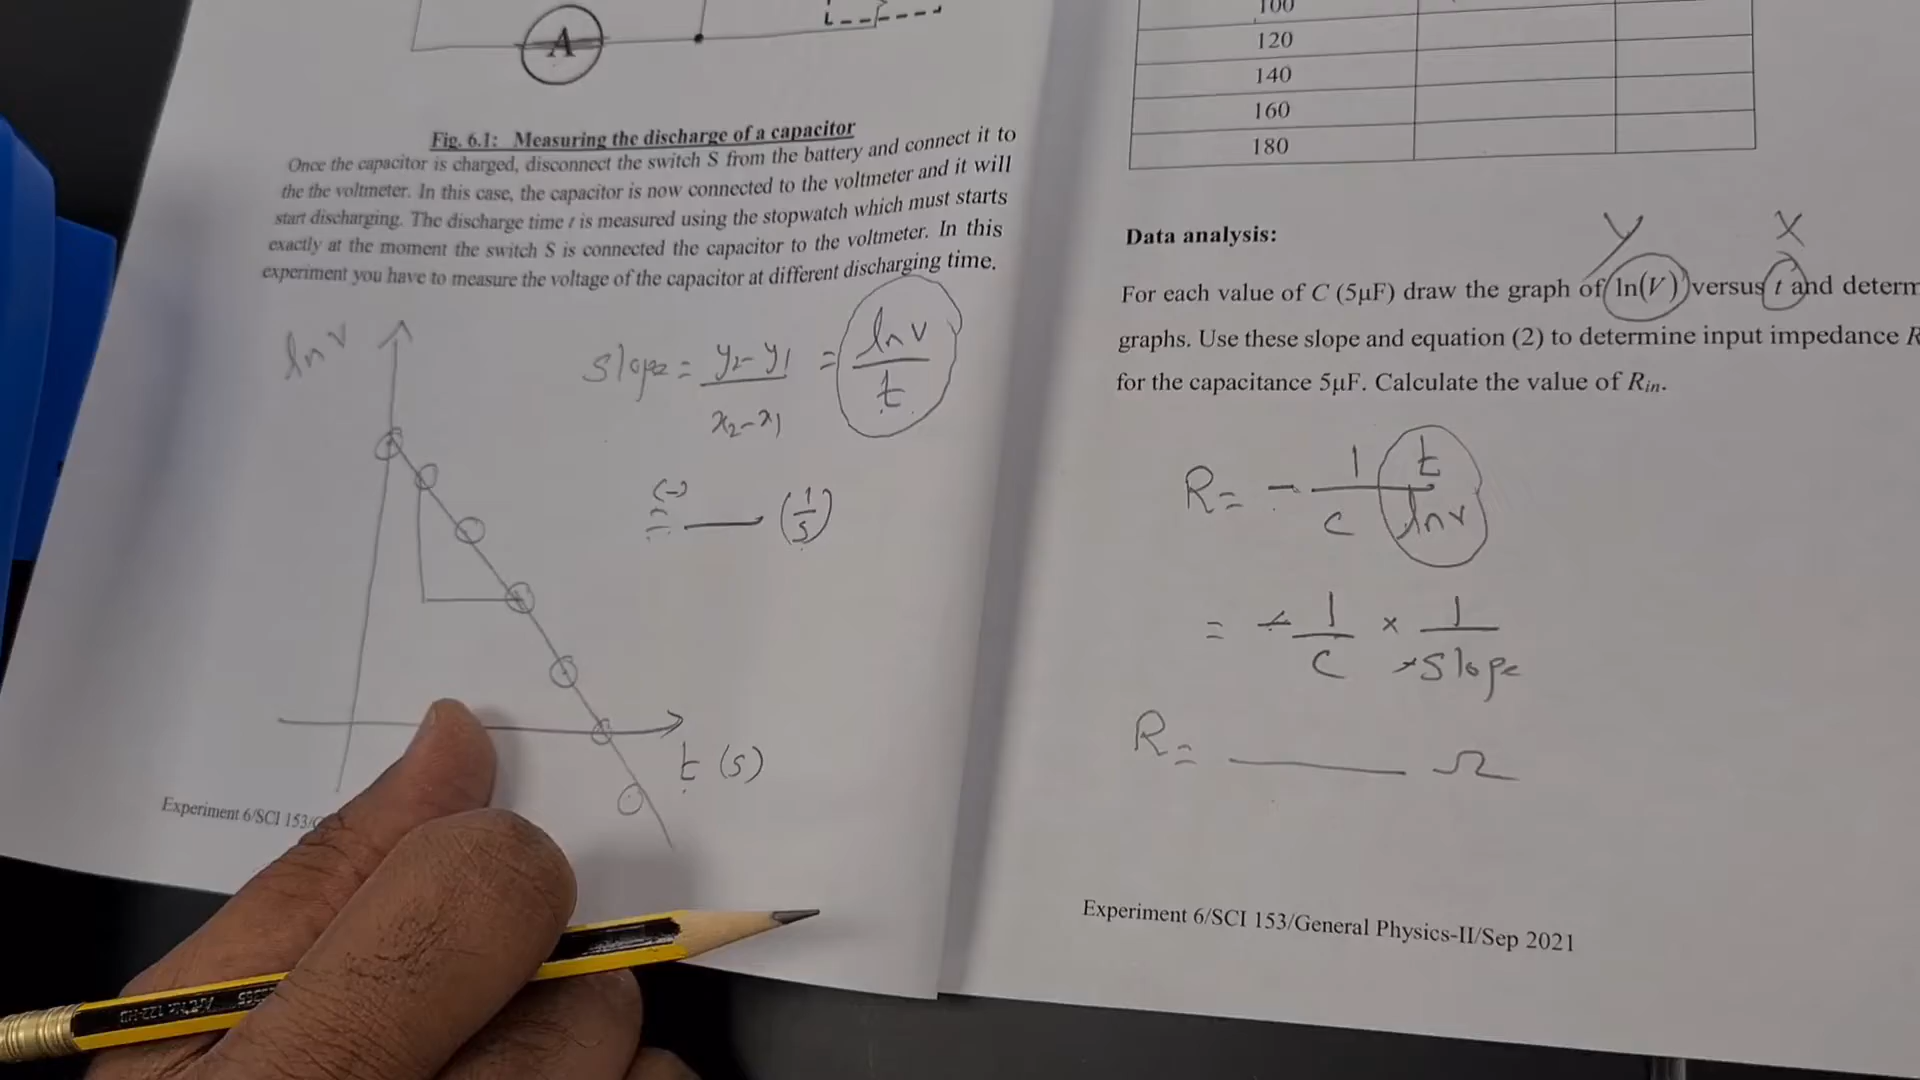 A
Fig. 6.1: Measuring the discharge of a capacitor
Once the capacitor is charged, disconnect the switch S from the battery and connect it to
the the voltmeter. In this case, the capacitor is now connected to the voltmeter and it will
start discharging. The discharge time t is measured using the stopwatch which must starts
exactly at the moment the switch S is connected the capacitor to the voltmeter. In this
experiment you have to measure the voltage of the capacitor at different discharging time.
ln v
slope = y₂-y₁ / x₂-x₁ = ln v / t
(-)
= ___ (1/s)
t (s)
Experiment 6/SCI 153/
100
120
140
160
180
Data analysis:
y x
For each value of C (5µF) draw the graph of ln(V) versus t and determ
graphs. Use these slope and equation (2) to determine input impedance R
for the capacitance 5µF. Calculate the value of Rin.
R = - 1/C t/ln v
= - 1/C × 1/-slope
R = ___ Ω
Experiment 6/SCI 153/General Physics-II/Sep 2021